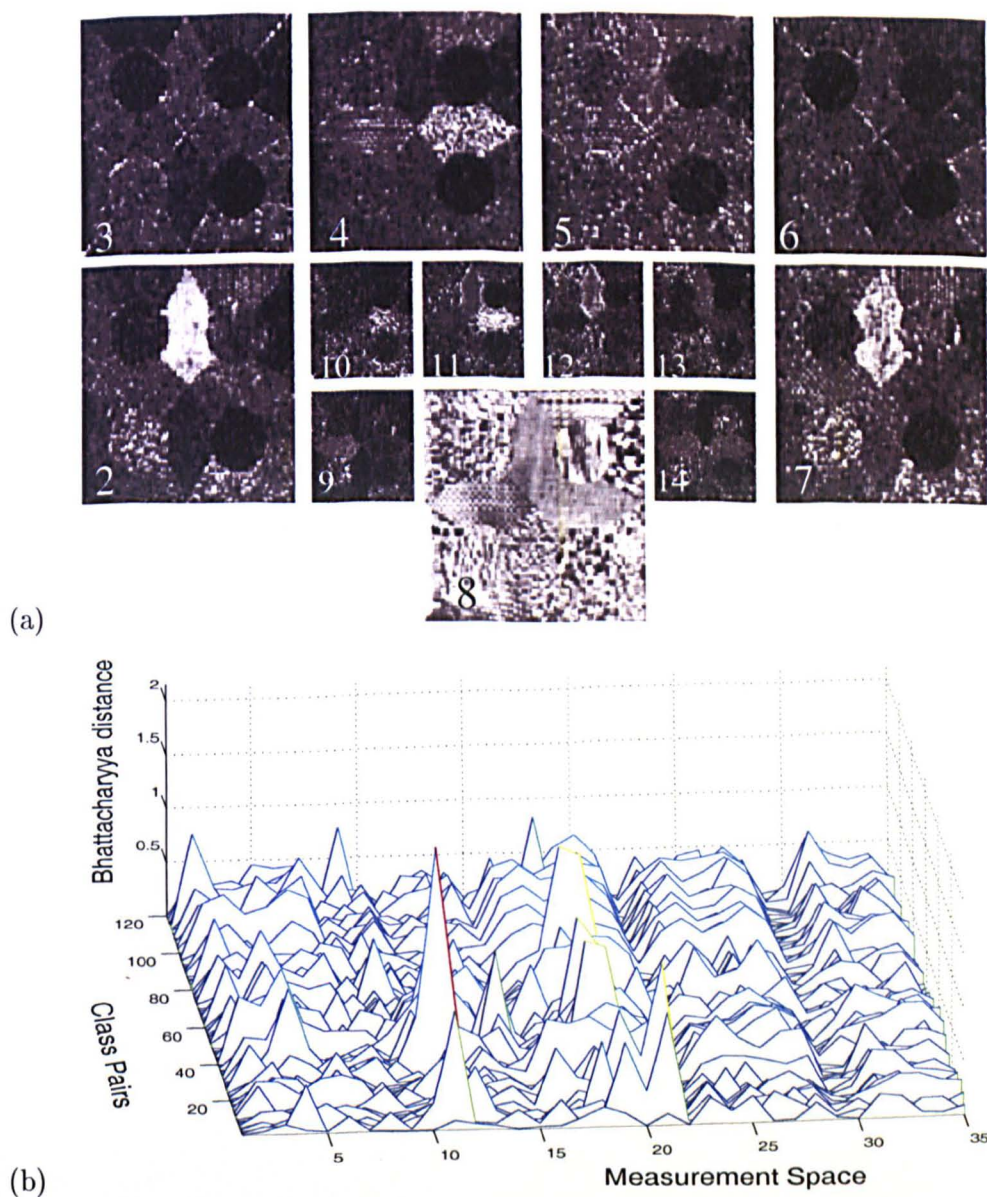 3 4 5 6
2 10 11 12 13 7
9 8 14
(a)
Bhattacharyya distance
2
1.5
1
0.5
120
100
80
60
40
20
Class Pairs
5 10 15 20 25 30 35
Measurement Space
(b)